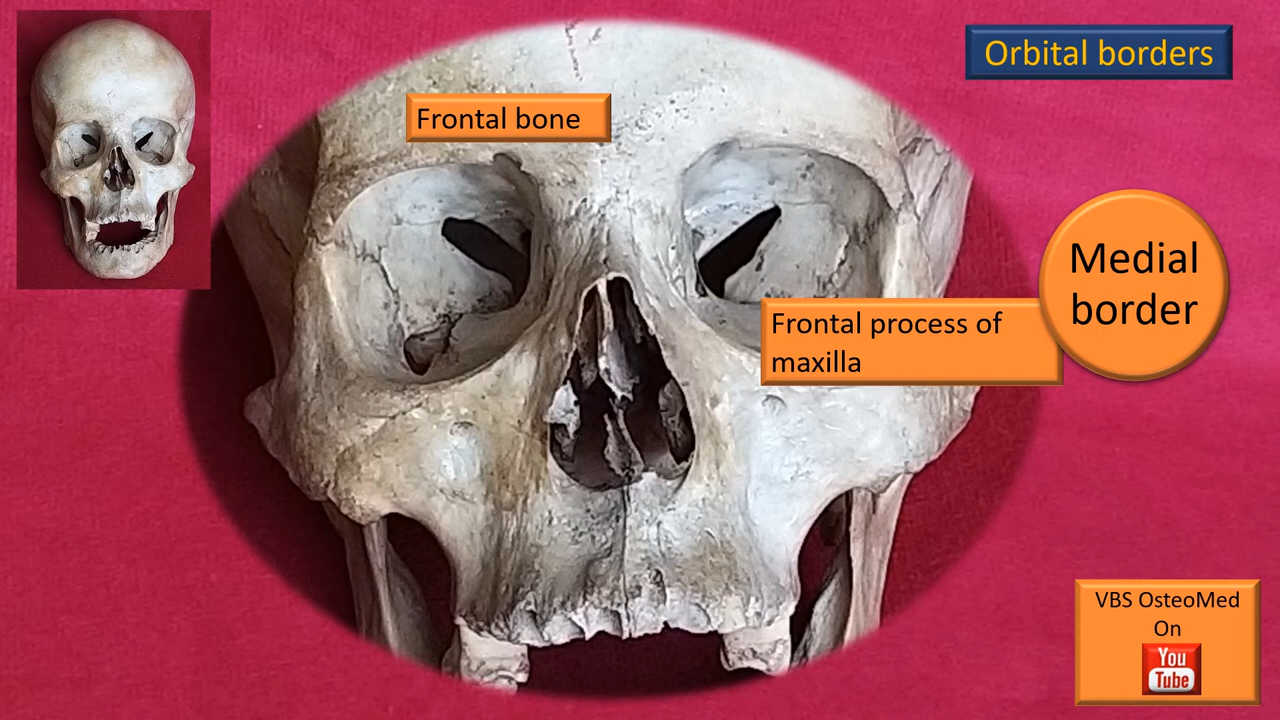 Orbital borders
Frontal bone
Medial
border
Frontal process of
maxilla
VBS OsteoMed
On
You
Tube